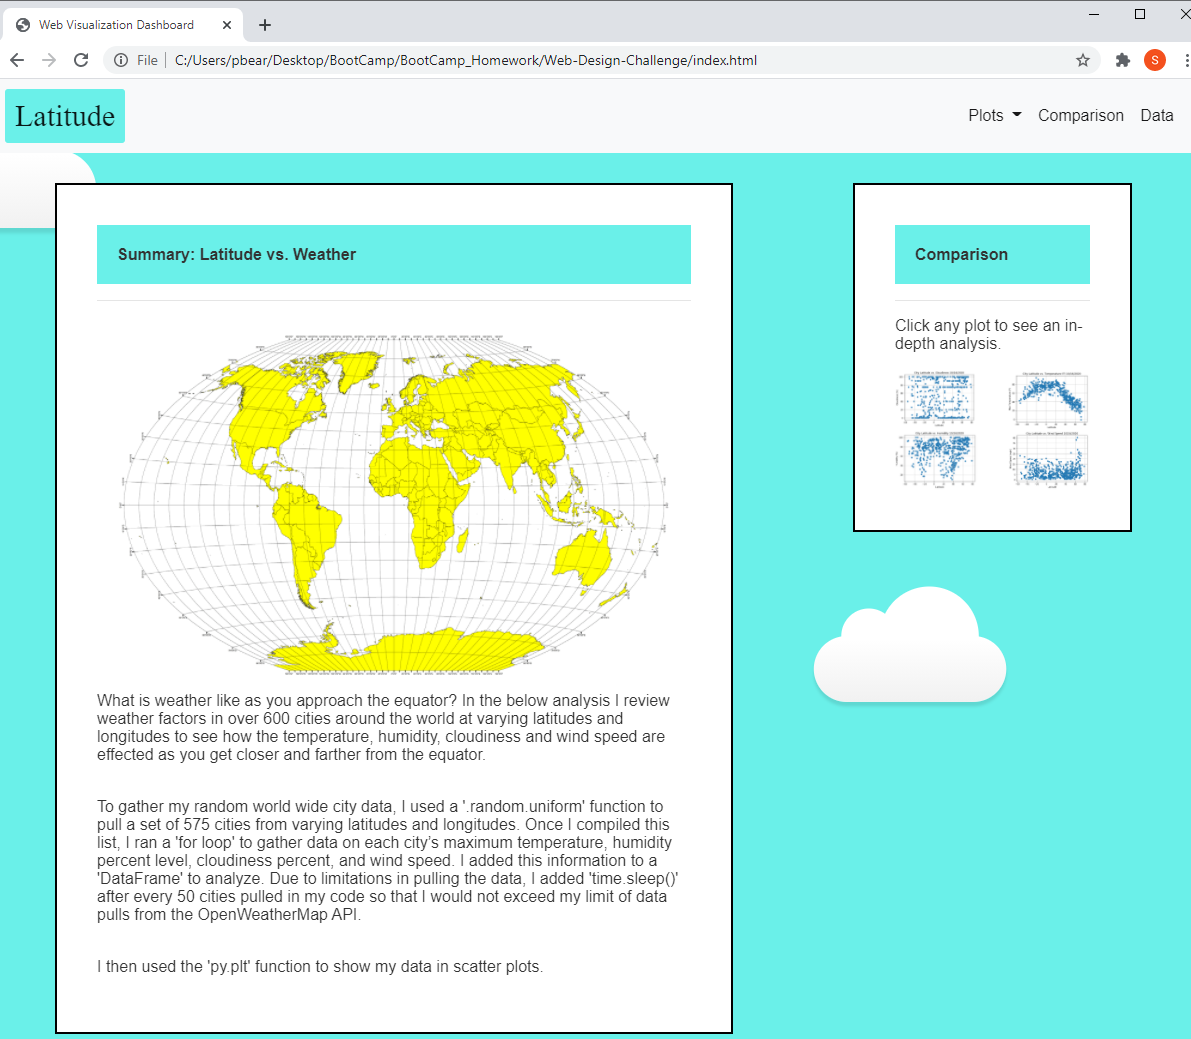 Web Visualization Dashboard
File
C:/Users/pbear/Desktop/BootCamp/BootCamp_Homework/Web-Design-Challenge/index.html
S
Latitude
Plots
Comparison
Data
Summary: Latitude vs. Weather
What is weather like as you approach the equator? In the below analysis I review
weather factors in over 600 cities around the world at varying latitudes and
longitudes to see how the temperature, humidity, cloudiness and wind speed are
effected as you get closer and farther from the equator.
To gather my random world wide city data, I used a '.random.uniform' function to
pull a set of 575 cities from varying latitudes and longitudes. Once I compiled this
list, I ran a 'for loop' to gather data on each city’s maximum temperature, humidity
percent level, cloudiness percent, and wind speed. I added this information to a
'DataFrame' to analyze. Due to limitations in pulling the data, I added 'time.sleep()'
after every 50 cities pulled in my code so that I would not exceed my limit of data
pulls from the OpenWeatherMap API.
I then used the 'py.plt' function to show my data in scatter plots.
Comparison
Click any plot to see an in-
depth analysis.